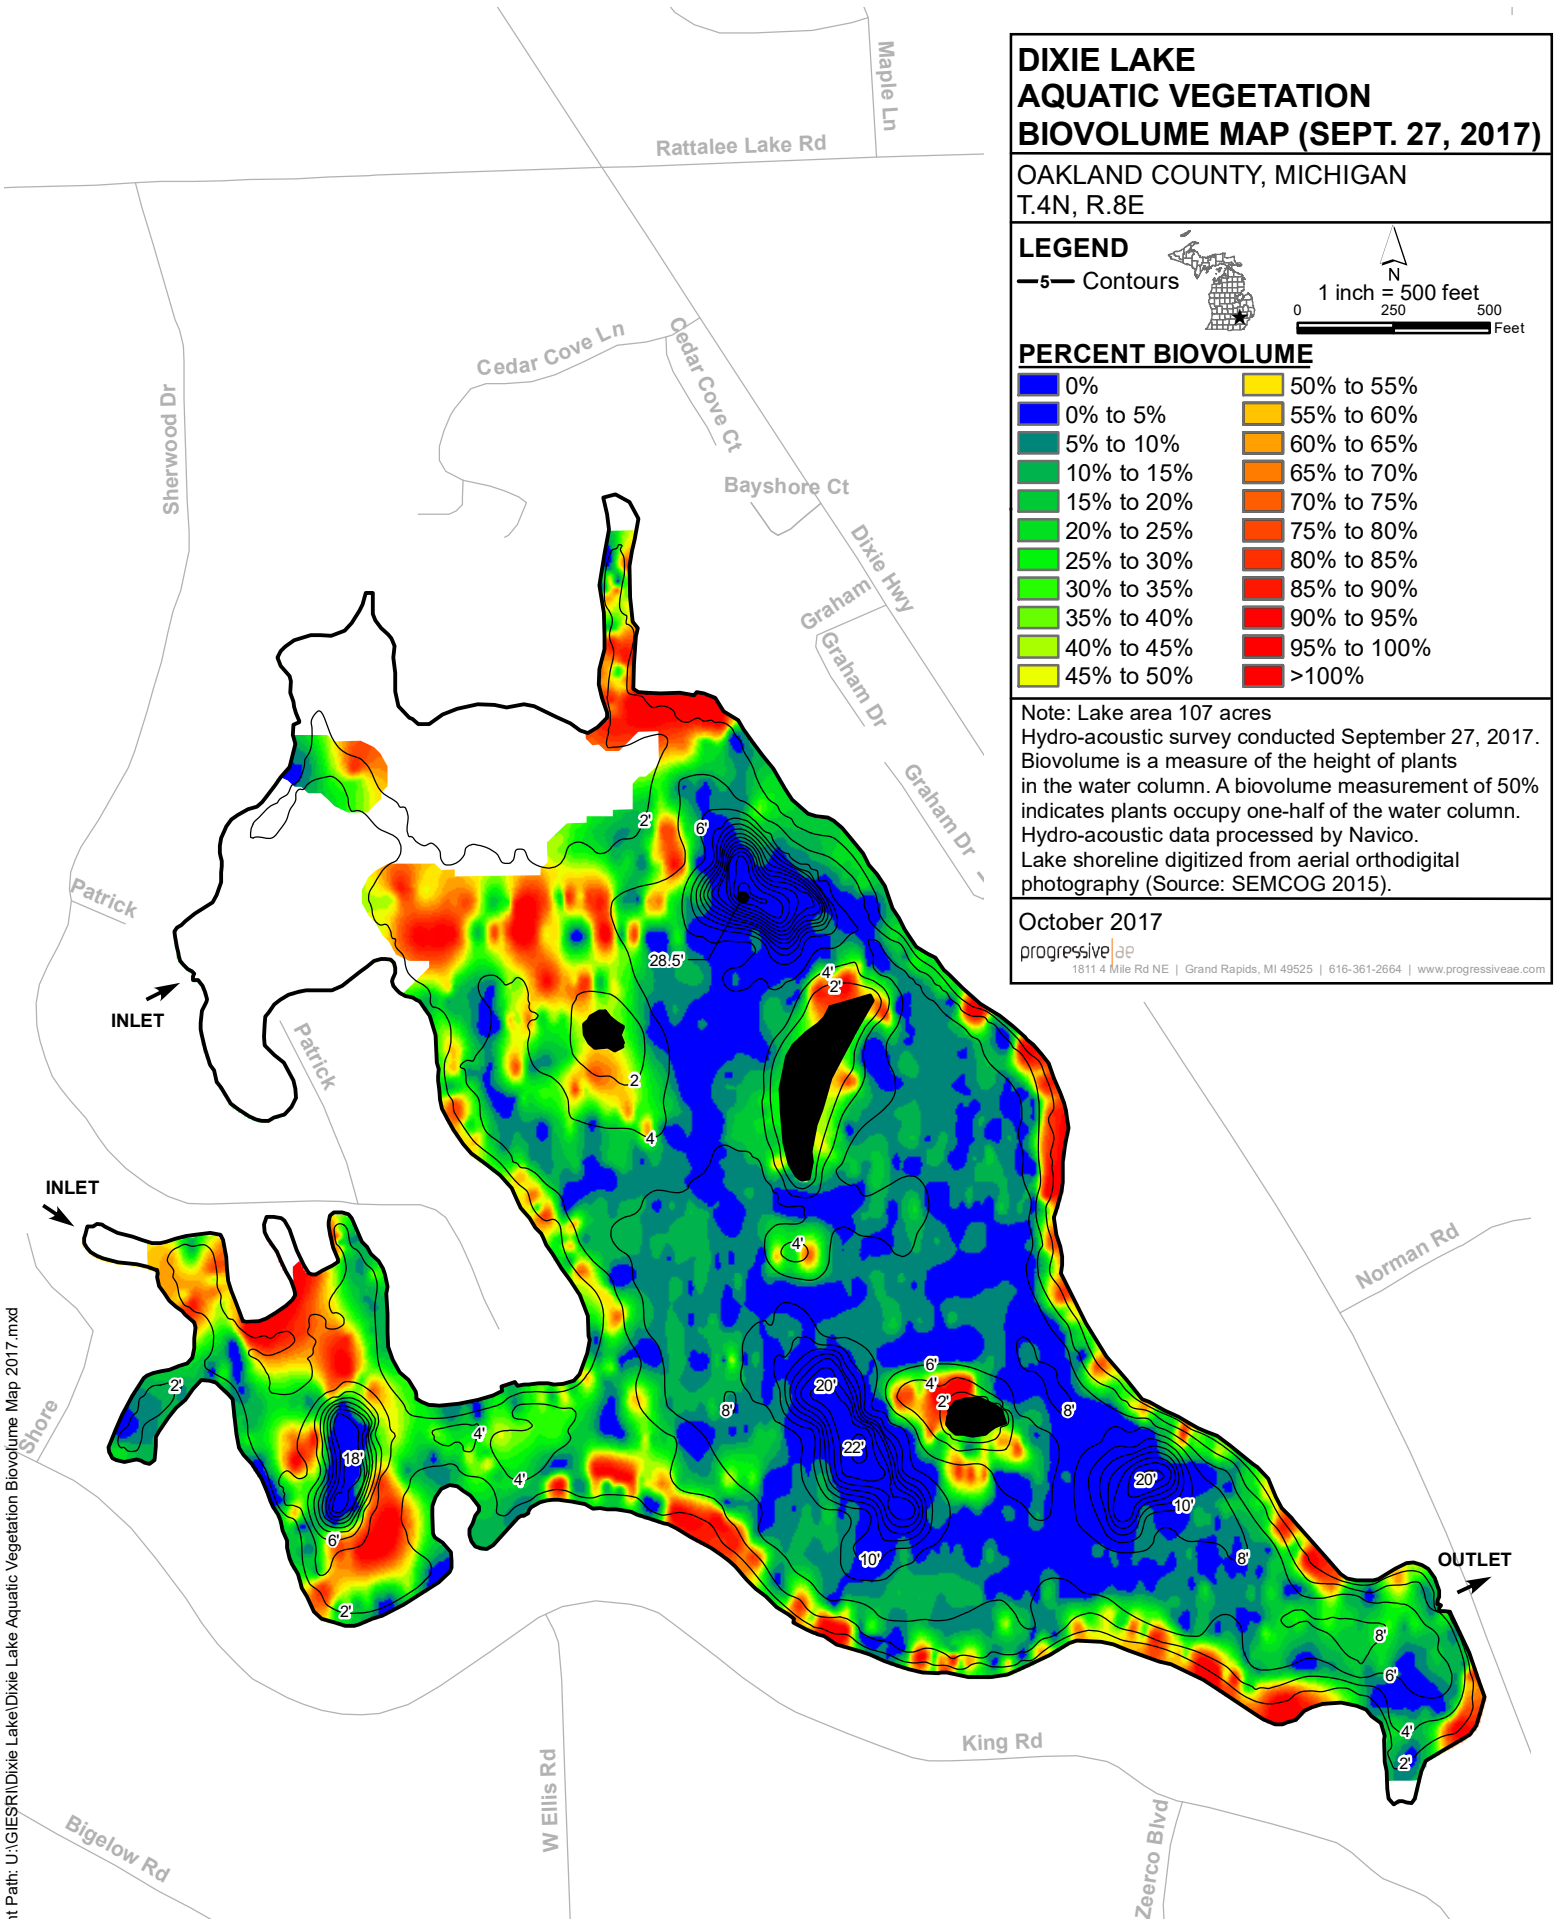 DIXIE LAKE
AQUATIC VEGETATION
BIOVOLUME MAP (SEPT. 27, 2017)
OAKLAND COUNTY, MICHIGAN
T.4N, R.8E
LEGEND
5 Contours
N
1 inch = 500 feet
0 250 500
Feet
PERCENT BIOVOLUME
0%
0% to 5%
5% to 10%
10% to 15%
15% to 20%
20% to 25%
25% to 30%
30% to 35%
35% to 40%
40% to 45%
45% to 50%
50% to 55%
55% to 60%
60% to 65%
65% to 70%
70% to 75%
75% to 80%
80% to 85%
85% to 90%
90% to 95%
95% to 100%
>100%
Note: Lake area 107 acres
Hydro-acoustic survey conducted September 27, 2017.
Biovolume is a measure of the height of plants
in the water column. A biovolume measurement of 50%
indicates plants occupy one-half of the water column.
Hydro-acoustic data processed by Navico.
Lake shoreline digitized from aerial orthodigital
photography (Source: SEMCOG 2015).
October 2017
progressive|ae
1811 4 Mile Rd NE | Grand Rapids, MI 49525 | 616-361-2664 | www.progressiveae.com
Maple Ln
Rattalee Lake Rd
Cedar Cove Ln
Cedar Cove Ct
Sherwood Dr
Bayshore Ct
Dixie Hwy
Graham
Graham Dr
Graham Dr
2'
6'
Patrick
28.5'
4'
2'
INLET
Patrick
2
4
INLET
4'
Norman Rd
2'
6'
4'
2'
20'
8'
8'
Shore
4'
22'
18'
4'
20'
10'
6'
10'
8'
OUTLET
2'
8'
6'
4'
2'
King Rd
W Ellis Rd
Bigelow Rd
Zeerco Blvd
nt Path: U:\GIESRI\Dixie Lake\Dixie Lake Aquatic Vegetation Biovolume Map 2017.mxd